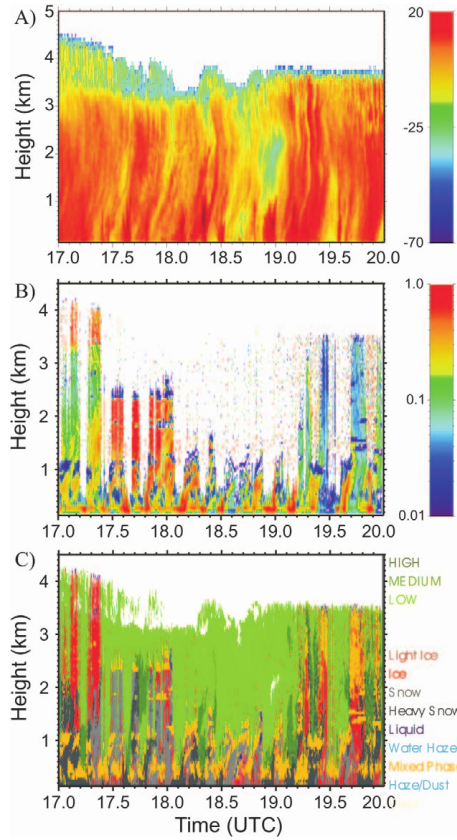 A)
5
4
3
2
1
Height (km)
17.0 17.5 18.0 18.5 19.0 19.5 20.0
20
-25
-70
B)
4
3
2
1
Height (km)
17.0 17.5 18.0 18.5 19.0 19.5 20.0
1.0
0.1
0.01
C)
4
3
2
1
Height (km)
17.0 17.5 18.0 18.5 19.0 19.5 20.0
Time (UTC)
HIGH
MEDIUM
LOW
Light Ice
Ice
Snow
Heavy Snow
Liquid
Water Haze
Mixed Phase
Haze/Dust